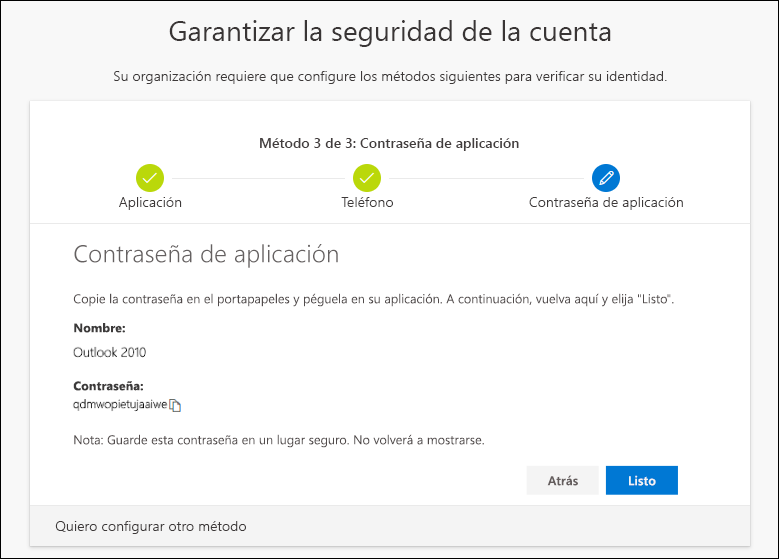 Garantizar la seguridad de la cuenta
Su organización requiere que configure los métodos siguientes para verificar su identidad.
Método 3 de 3: Contraseña de aplicación
Aplicación
Teléfono
Contraseña de aplicación
Contraseña de aplicación
Copie la contraseña en el portapapeles y péguela en su aplicación. A continuación, vuelva aquí y elija "Listo".
Nombre:
Outlook 2010
Contraseña:
qdmwopietujaaiwe
Nota: Guarde esta contraseña en un lugar seguro. No volverá a mostrarse.
Atrás
Listo
Quiero configurar otro método